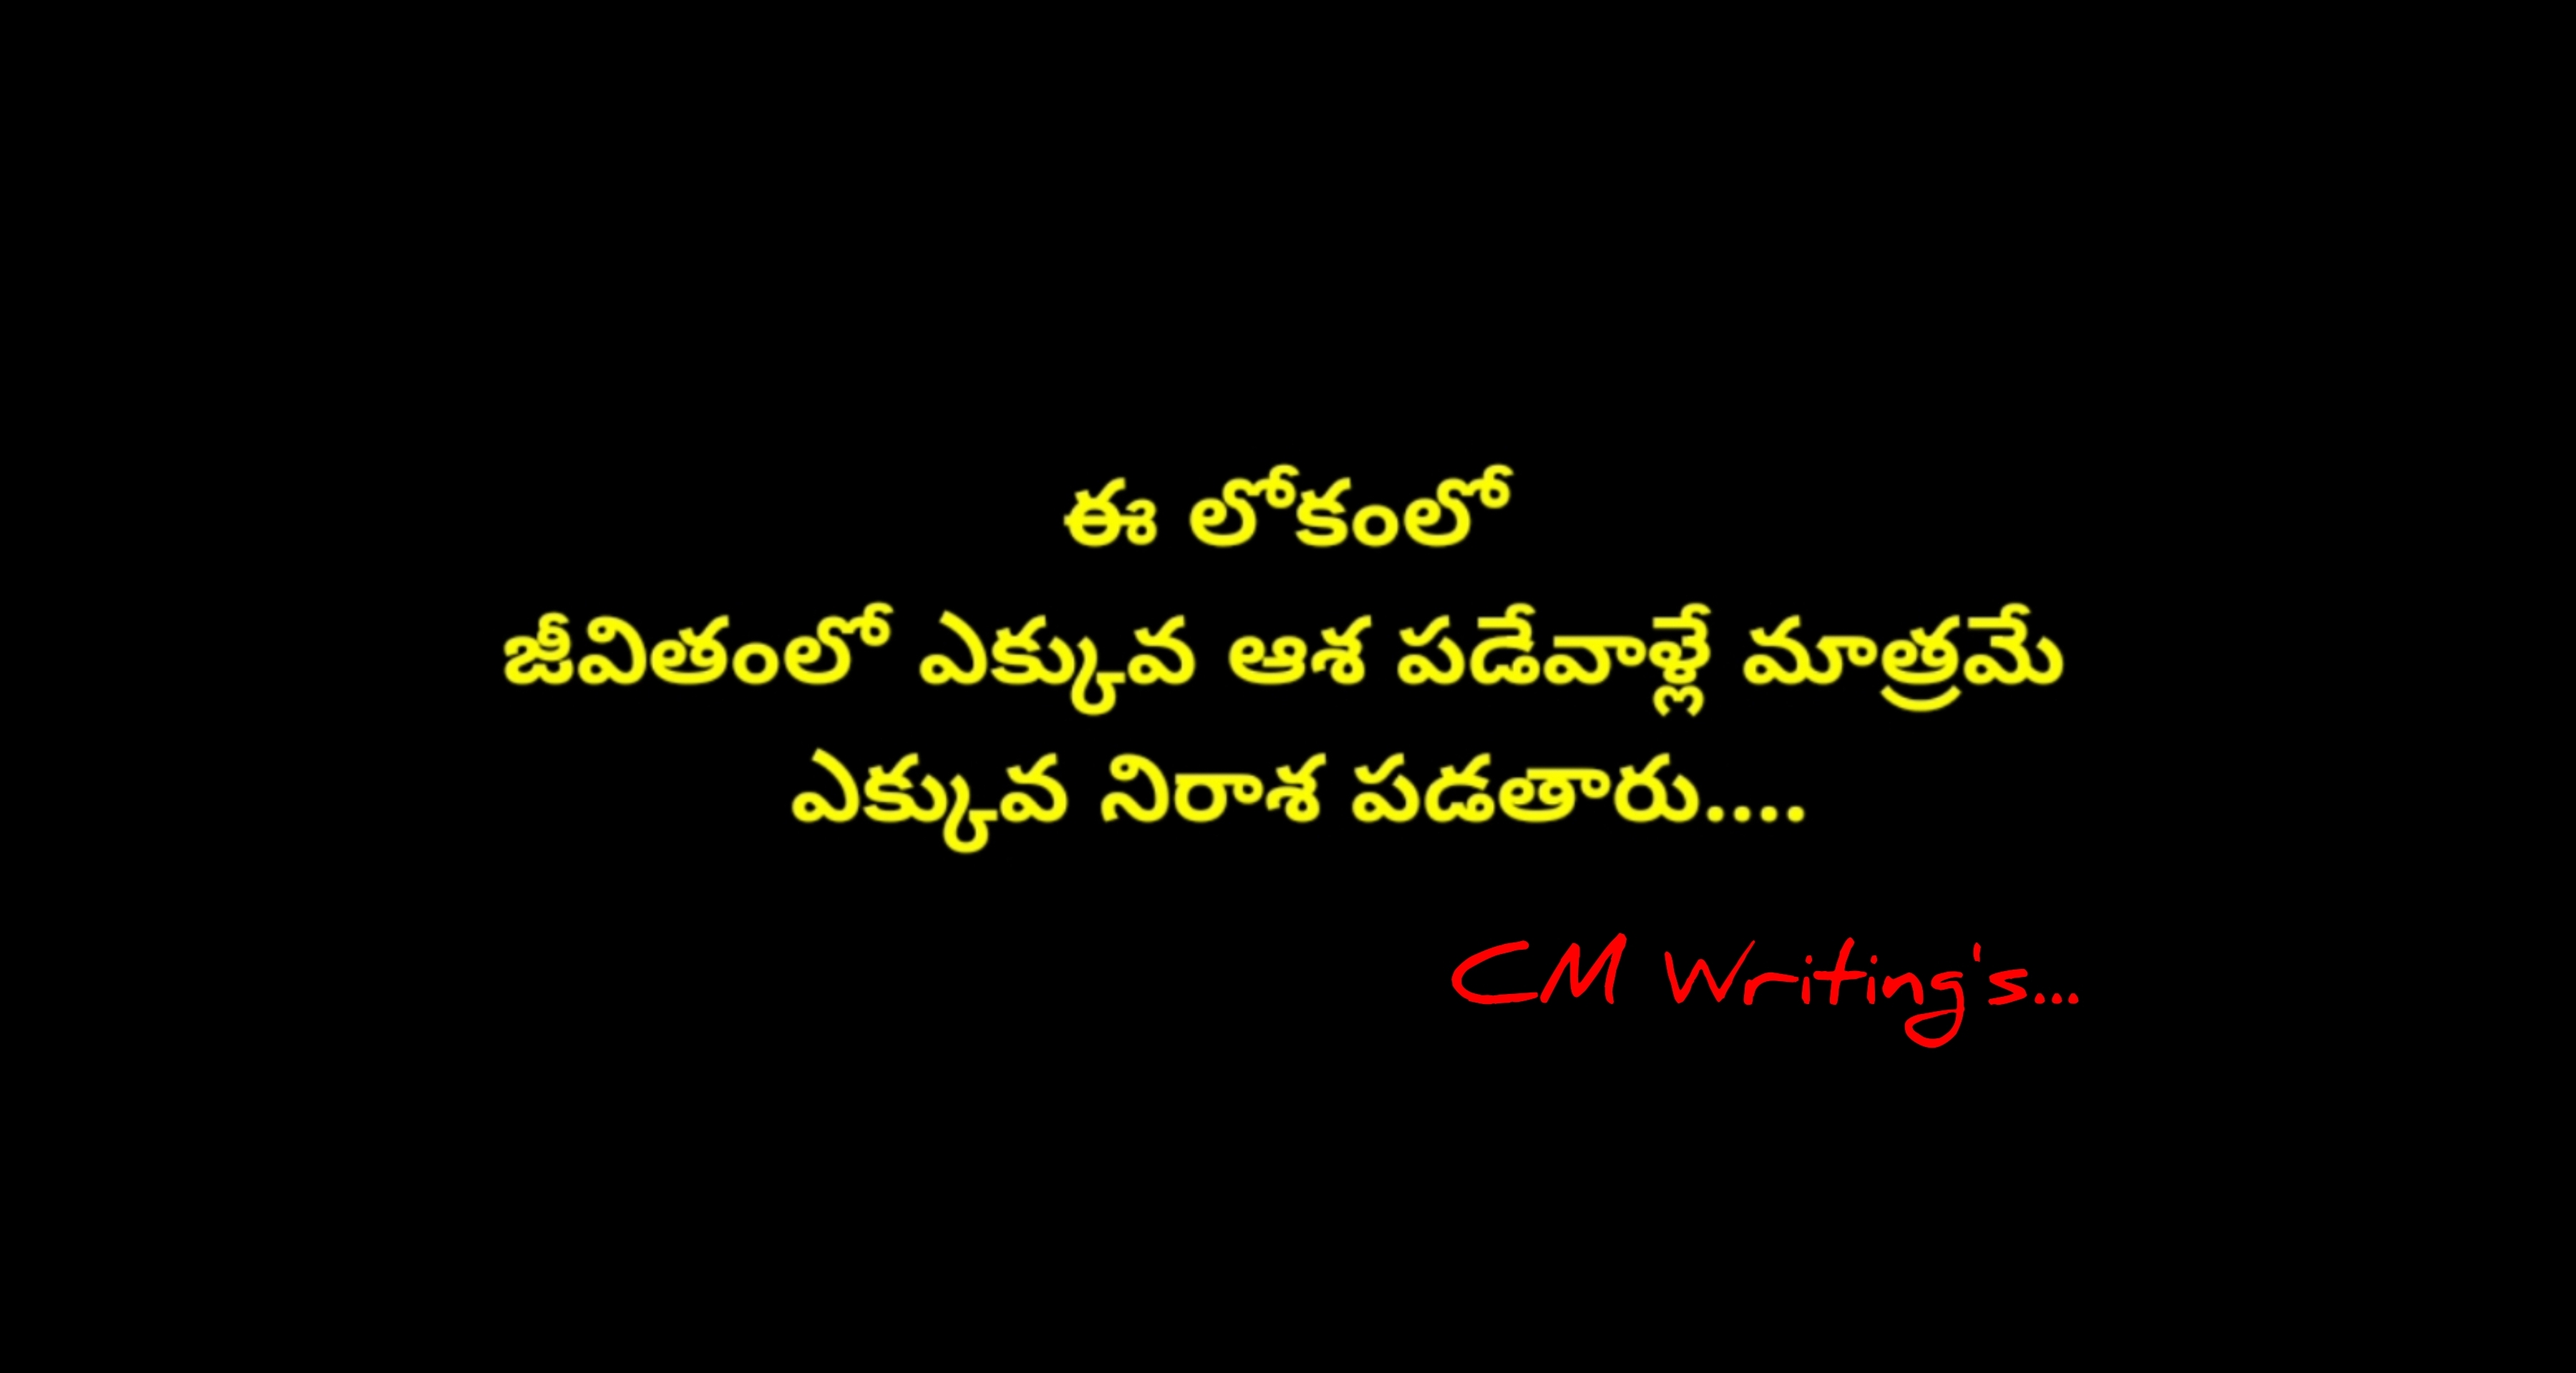 ఈ లోకంలో
జీవితంలో ఎక్కువ ఆశ పడేవాళ్ళే మాత్రమే
ఎక్కువ నిరాశ పడతారు....
CM Writing's...